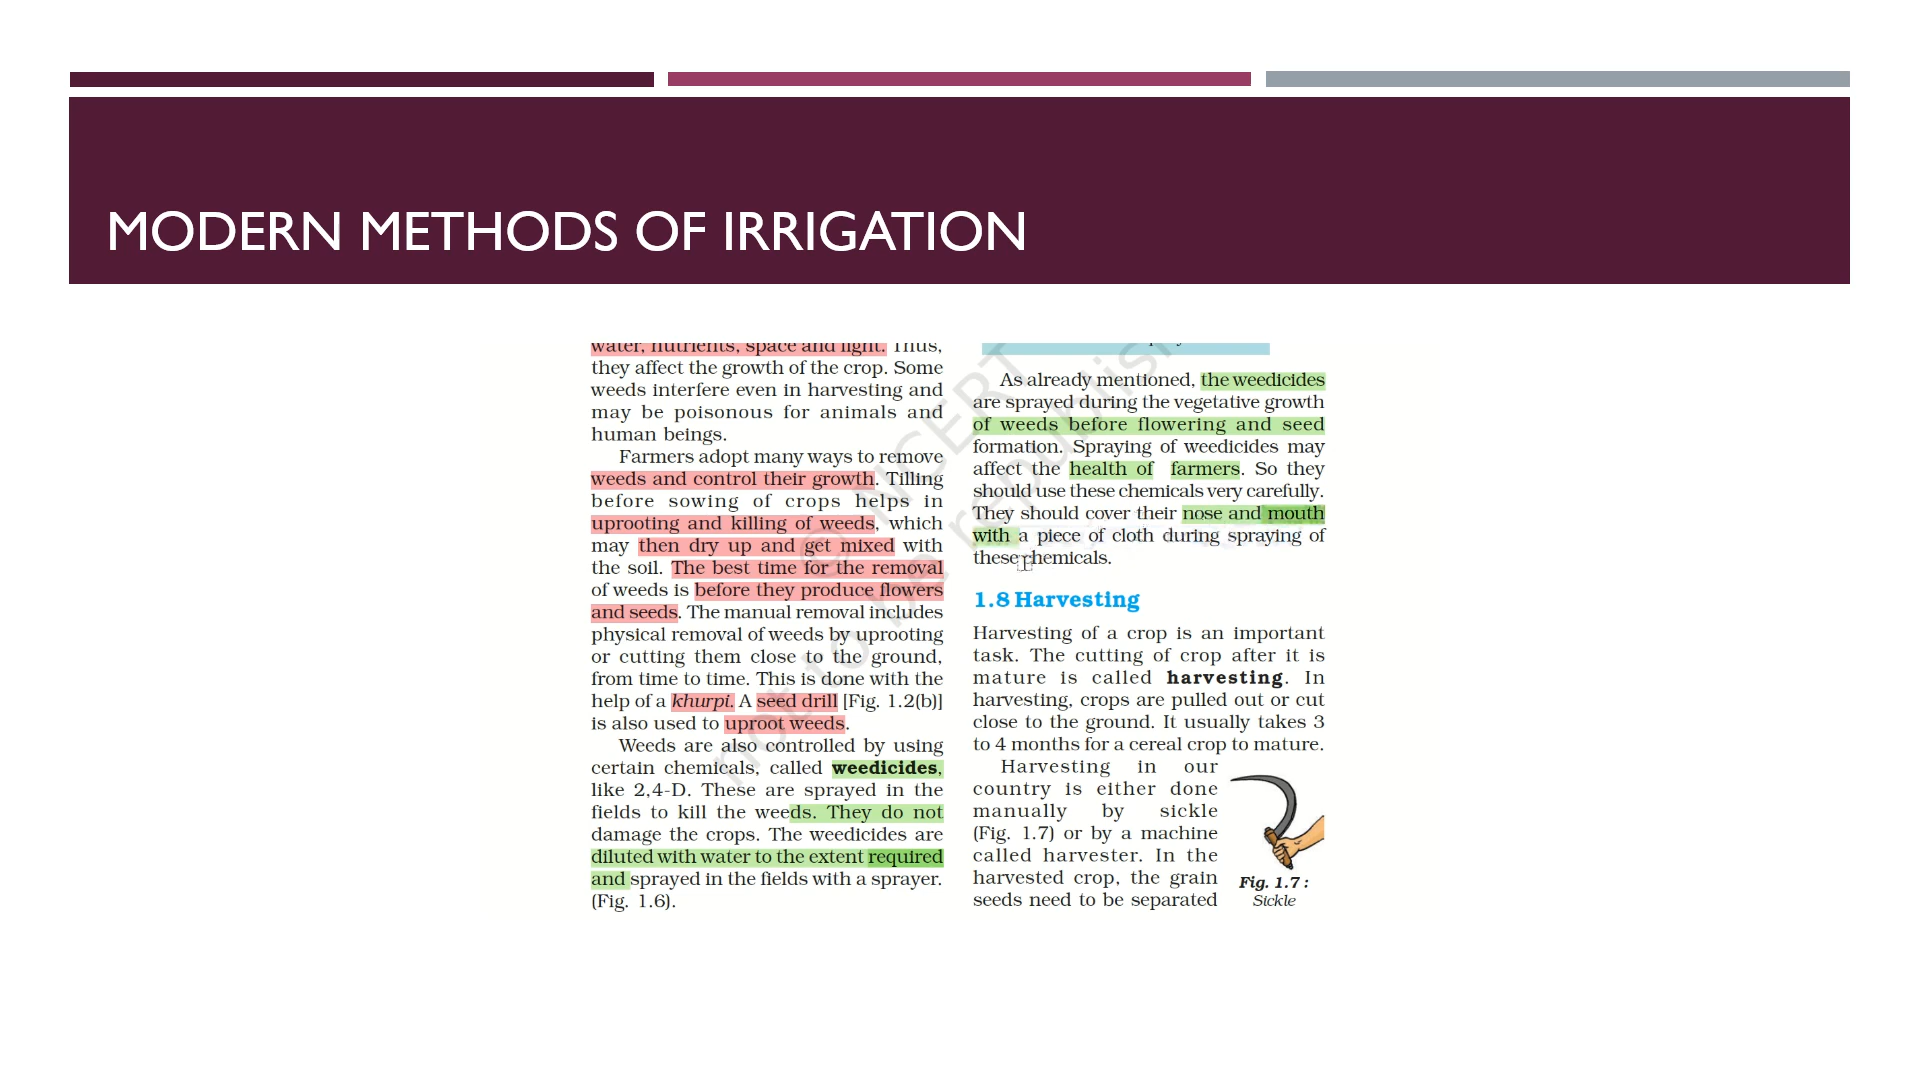 MODERN METHODS OF IRRIGATION
water, nutrients, space and light. Thus,
they affect the growth of the crop. Some
weeds interfere even in harvesting and
may be poisonous for animals and
human beings.
Farmers adopt many ways to remove
weeds and control their growth. Tilling
before sowing of crops helps in
uprooting and killing of weeds, which
may then dry up and get mixed with
the soil. The best time for the removal
of weeds is before they produce flowers
and seeds. The manual removal includes
physical removal of weeds by uprooting
or cutting them close to the ground,
from time to time. This is done with the
help of a khurpi. A seed drill [Fig. 1.2(b)]
is also used to uproot weeds.
Weeds are also controlled by using
certain chemicals, called weedicides,
like 2,4-D. These are sprayed in the
fields to kill the weeds. They do not
damage the crops. The weedicides are
diluted with water to the extent required
and sprayed in the fields with a sprayer.
(Fig. 1.6).
As already mentioned, the weedicides
are sprayed during the vegetative growth
of weeds before flowering and seed
formation. Spraying of weedicides may
affect the health of farmers. So they
should use these chemicals very carefully.
They should cover their nose and mouth
with a piece of cloth during spraying of
these chemicals.
1.8 Harvesting
Harvesting of a crop is an important
task. The cutting of crop after it is
mature is called harvesting. In
harvesting, crops are pulled out or cut
close to the ground. It usually takes 3
to 4 months for a cereal crop to mature.
Harvesting in our
country is either done
manually by sickle
(Fig. 1.7) or by a machine
called harvester. In the
harvested crop, the grain
seeds need to be separated
Fig. 1.7 :
Sickle
© NCERT
not to be republish